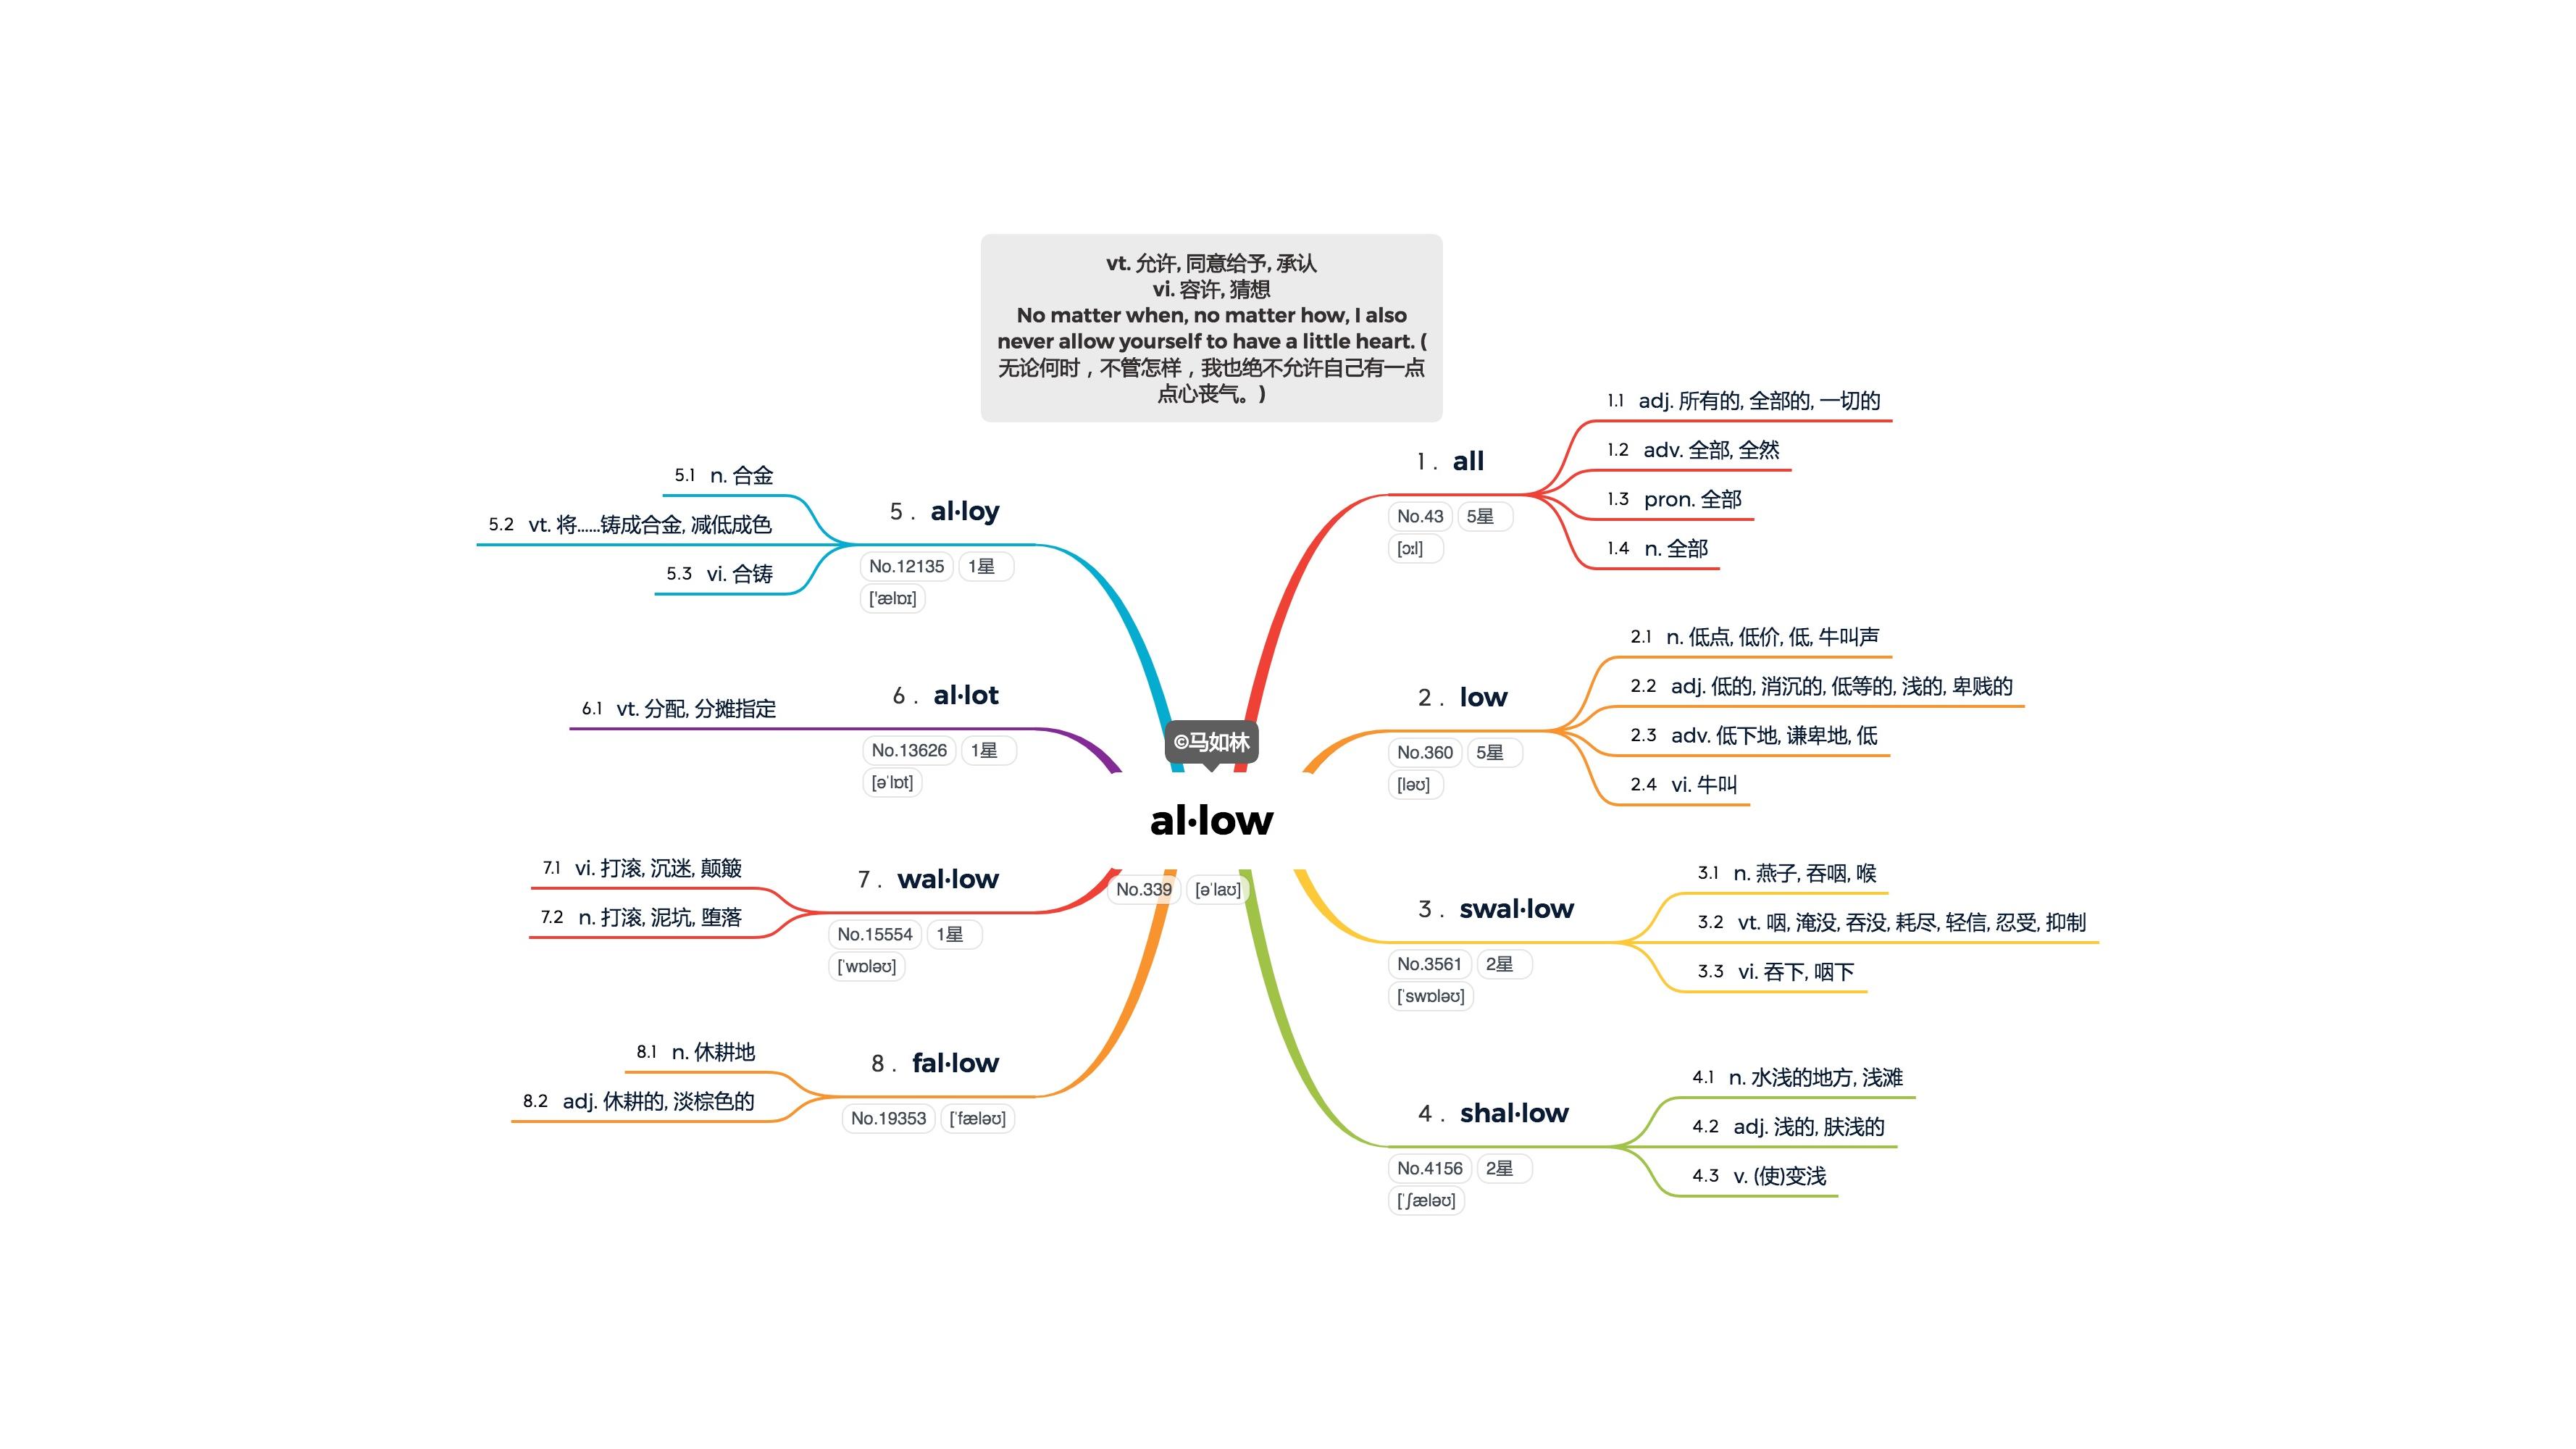 vt. 允许, 同意给予, 承认
vi. 容许, 猜想
No matter when, no matter how, I also
never allow yourself to have a little heart. (
无论何时，不管怎样，我也绝不允许自己有一点
点心丧气。)
©马如林
al·low
No.339 [əˈlaʊ]
1. all
No.43 5星
[ɔːl]
1.1 adj. 所有的, 全部的, 一切的
1.2 adv. 全部, 全然
1.3 pron. 全部
1.4 n. 全部
2. low
No.360 5星
[ləʊ]
2.1 n. 低点, 低价, 低, 牛叫声
2.2 adj. 低的, 消沉的, 低等的, 浅的, 卑贱的
2.3 adv. 低下地, 谦卑地, 低
2.4 vi. 牛叫
3. swal·low
No.3561 2星
[ˈswɒləʊ]
3.1 n. 燕子, 吞咽, 喉
3.2 vt. 咽, 淹没, 吞没, 耗尽, 轻信, 忍受, 抑制
3.3 vi. 吞下, 咽下
4. shal·low
No.4156 2星
[ˈʃæləʊ]
4.1 n. 水浅的地方, 浅滩
4.2 adj. 浅的, 肤浅的
4.3 v. (使)变浅
5. al·loy
No.12135 1星
['ælɒɪ]
5.1 n. 合金
5.2 vt. 将......铸成合金, 减低成色
5.3 vi. 合铸
6. al·lot
No.13626 1星
[əˈlɒt]
6.1 vt. 分配, 分摊指定
7. wal·low
No.15554 1星
[ˈwɒləʊ]
7.1 vi. 打滚, 沉迷, 颠簸
7.2 n. 打滚, 泥坑, 堕落
8. fal·low
No.19353 [ˈfæləʊ]
8.1 n. 休耕地
8.2 adj. 休耕的, 淡棕色的